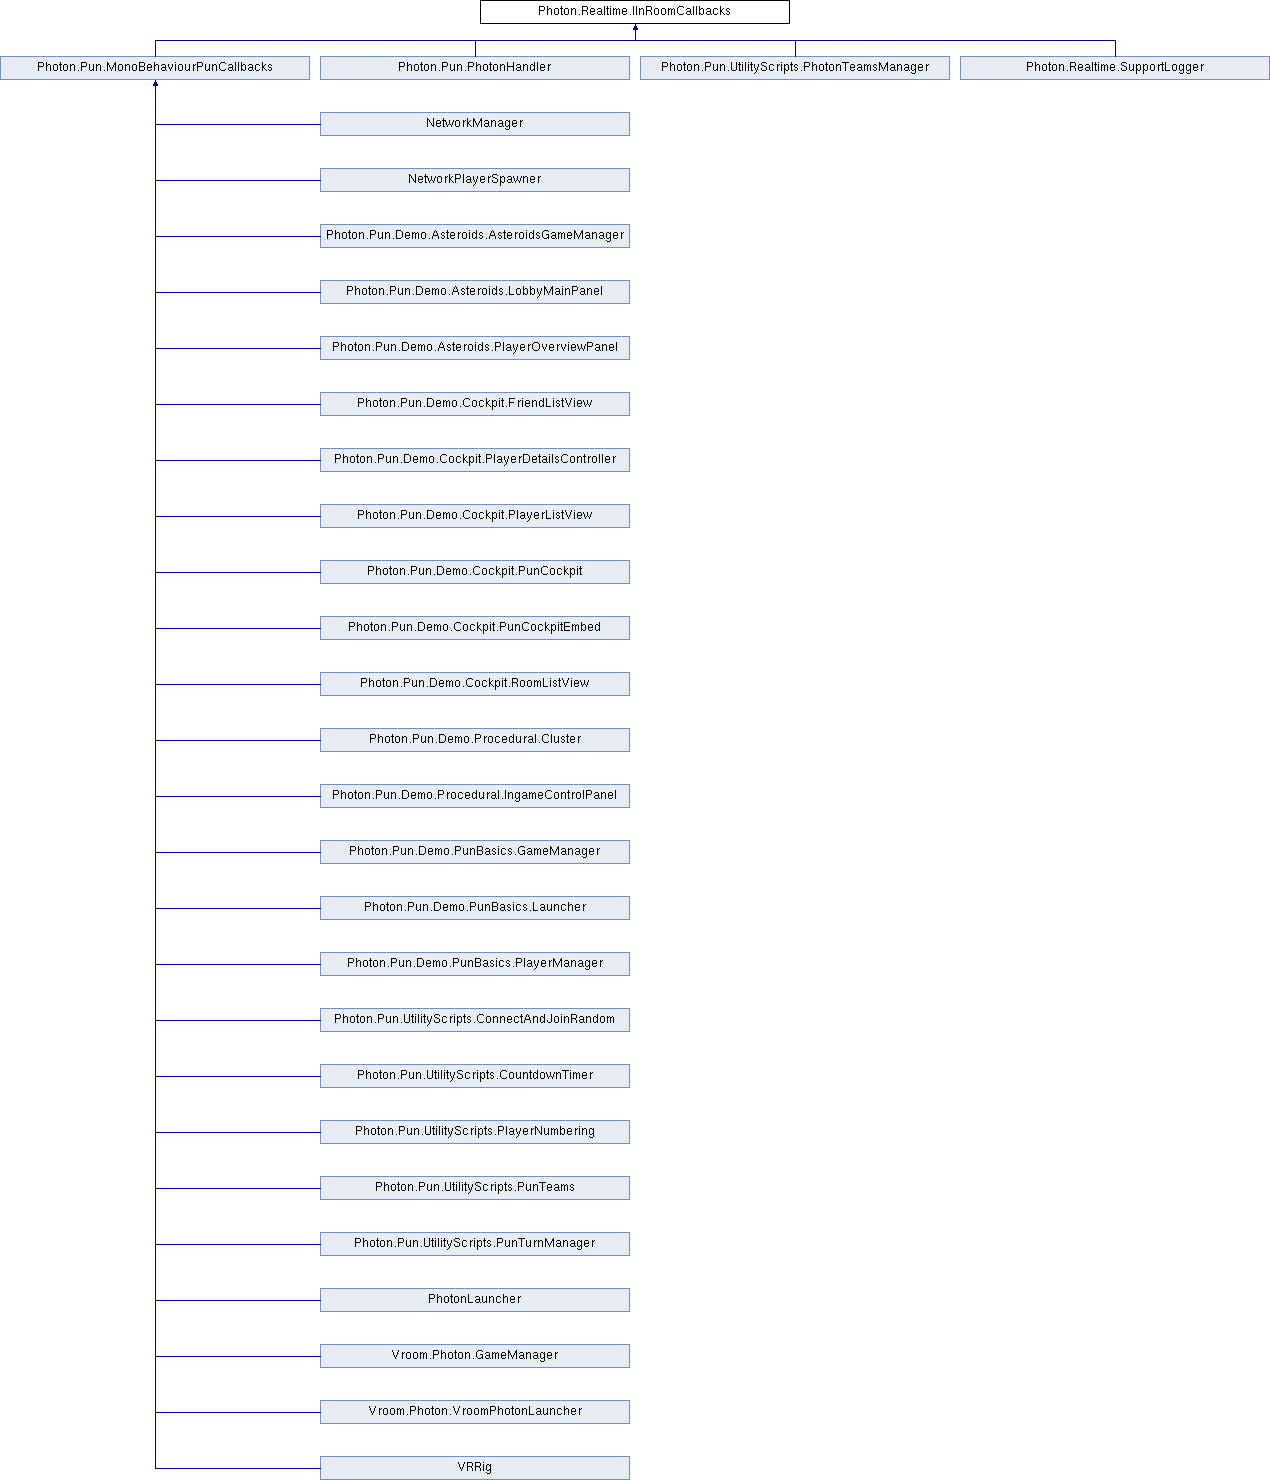 Photon.Realtime.IInRoomCallbacks
Photon.Pun.MonoBehaviourPunCallbacks
Photon.Pun.PhotonHandler
Photon.Pun.UtilityScripts.PhotonTeamsManager
Photon.Realtime.SupportLogger
NetworkManager
NetworkPlayerSpawner
Photon.Pun.Demo.Asteroids.AsteroidsGameManager
Photon.Pun.Demo.Asteroids.LobbyMainPanel
Photon.Pun.Demo.Asteroids.PlayerOverviewPanel
Photon.Pun.Demo.Cockpit.FriendListView
Photon.Pun.Demo.Cockpit.PlayerDetailsController
Photon.Pun.Demo.Cockpit.PlayerListView
Photon.Pun.Demo.Cockpit.PunCockpit
Photon.Pun.Demo.Cockpit.PunCockpitEmbed
Photon.Pun.Demo.Cockpit.RoomListView
Photon.Pun.Demo.Procedural.Cluster
Photon.Pun.Demo.Procedural.IngameControlPanel
Photon.Pun.Demo.PunBasics.GameManager
Photon.Pun.Demo.PunBasics.Launcher
Photon.Pun.Demo.PunBasics.PlayerManager
Photon.Pun.UtilityScripts.ConnectAndJoinRandom
Photon.Pun.UtilityScripts.CountdownTimer
Photon.Pun.UtilityScripts.PlayerNumbering
Photon.Pun.UtilityScripts.PunTeams
Photon.Pun.UtilityScripts.PunTurnManager
PhotonLauncher
Vroom.Photon.GameManager
Vroom.Photon.VroomPhotonLauncher
VRRig